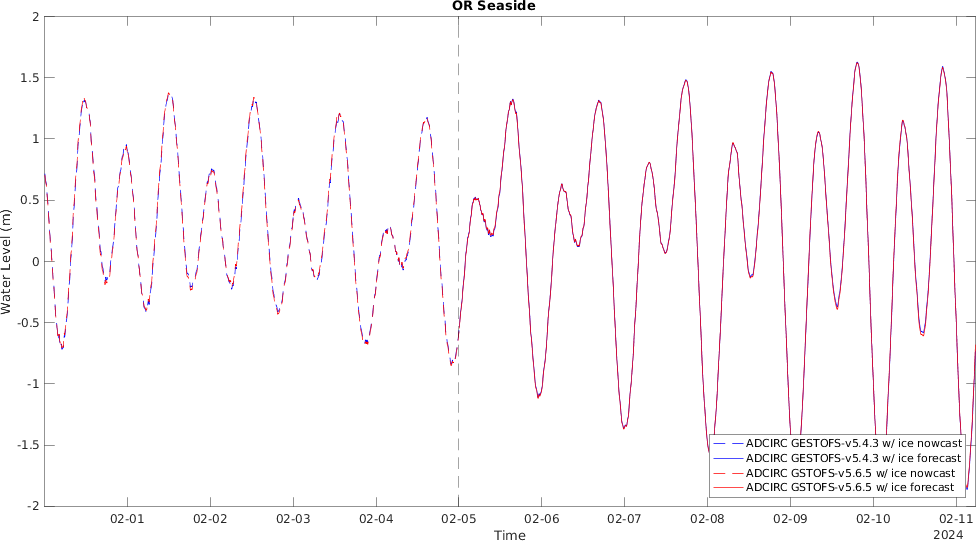 OR Seaside
2
1.5
1
0.5
0
-0.5
-1
-1.5
-2
Water Level (m)
ADCIRC GESTOFS-v5.4.3 w/ ice nowcast
ADCIRC GESTOFS-v5.4.3 w/ ice forecast
ADCIRC GSTOFS-v5.6.5 w/ ice nowcast
ADCIRC GSTOFS-v5.6.5 w/ ice forecast
02-01 02-02 02-03 02-04 02-05 02-06 02-07 02-08 02-09 02-10 02-11
Time
2024